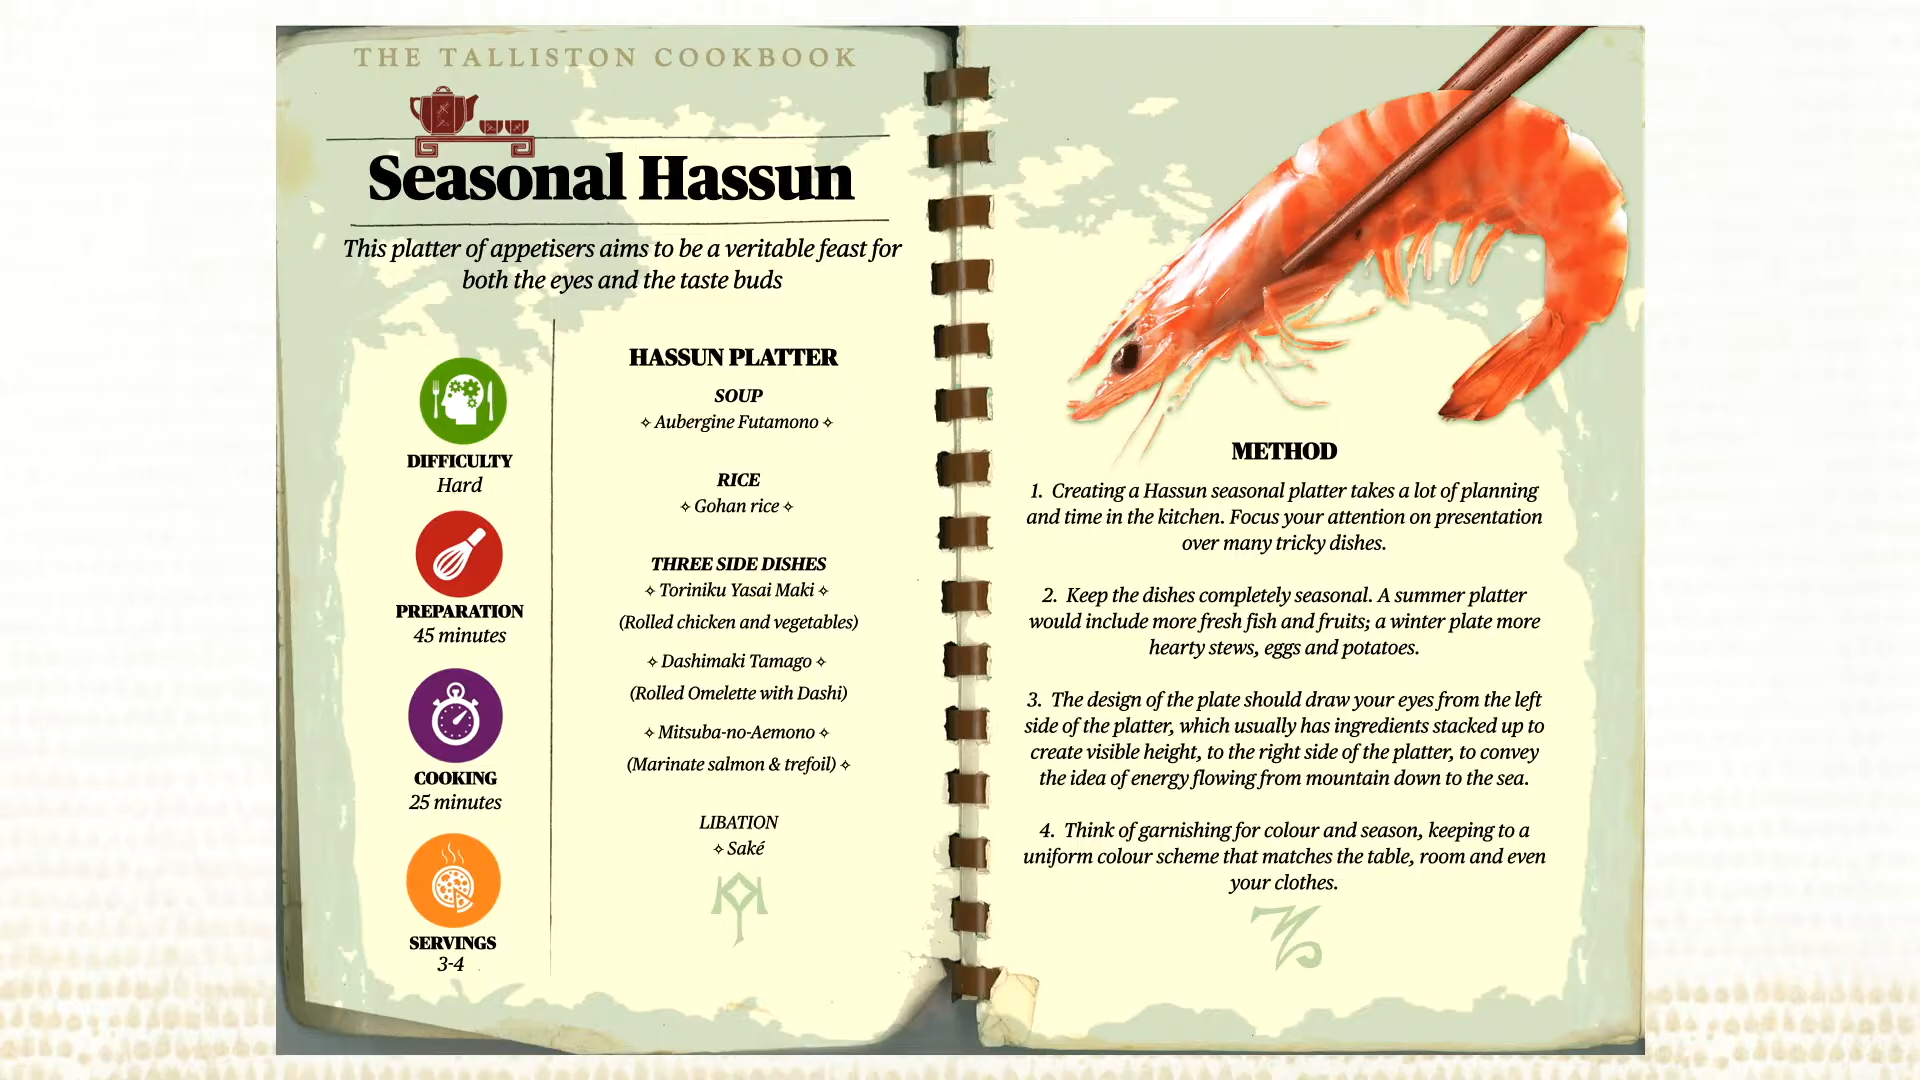 THE TALLISTON COOKBOOK
Seasonal Hassun
This platter of appetisers aims to be a veritable feast for
both the eyes and the taste buds
DIFFICULTY
Hard
PREPARATION
45 minutes
COOKING
25 minutes
SERVINGS
3-4
HASSUN PLATTER
SOUP
✧ Aubergine Futamono ✧
RICE
✧ Gohan rice ✧
THREE SIDE DISHES
✧ Toriniku Yasai Maki ✧
(Rolled chicken and vegetables)
✧ Dashimaki Tamago ✧
(Rolled Omelette with Dashi)
✧ Mitsuba-no-Aemono ✧
(Marinate salmon & trefoil) ✧
LIBATION
✧ Saké
METHOD
1. Creating a Hassun seasonal platter takes a lot of planning
and time in the kitchen. Focus your attention on presentation
over many tricky dishes.
2. Keep the dishes completely seasonal. A summer platter
would include more fresh fish and fruits; a winter plate more
hearty stews, eggs and potatoes.
3. The design of the plate should draw your eyes from the left
side of the platter, which usually has ingredients stacked up to
create visible height, to the right side of the platter, to convey
the idea of energy flowing from mountain down to the sea.
4. Think of garnishing for colour and season, keeping to a
uniform colour scheme that matches the table, room and even
your clothes.